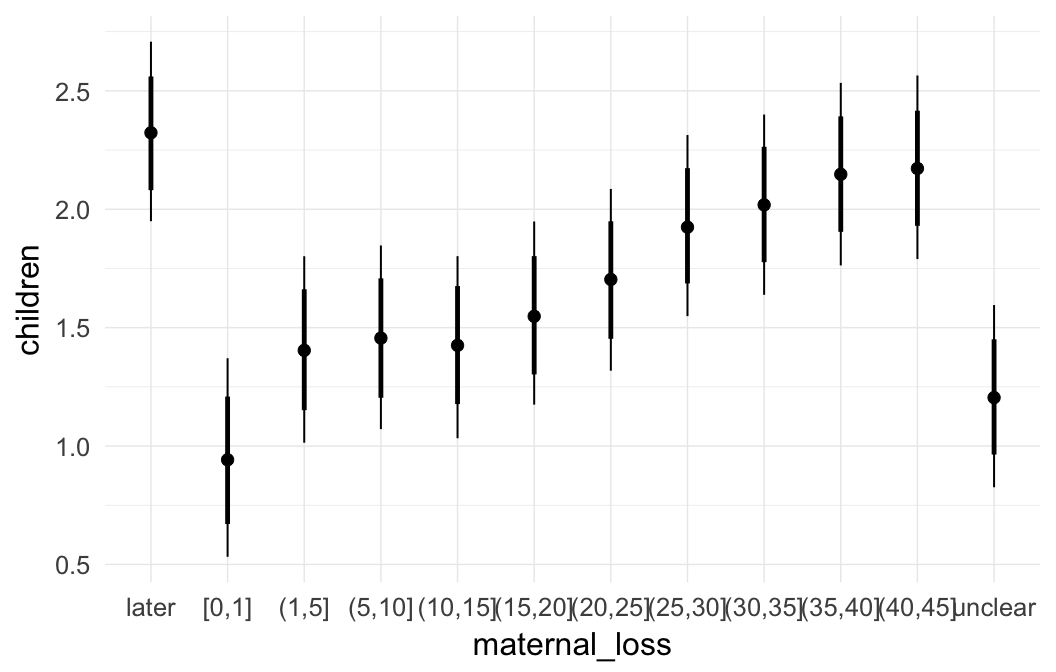 children
2.5
2.0
1.5
1.0
0.5
later [0,1] (1,5] (5,10] (10,15] (15,20] (20,25] (25,30] (30,35] (35,40] (40,45] unclear
maternal_loss